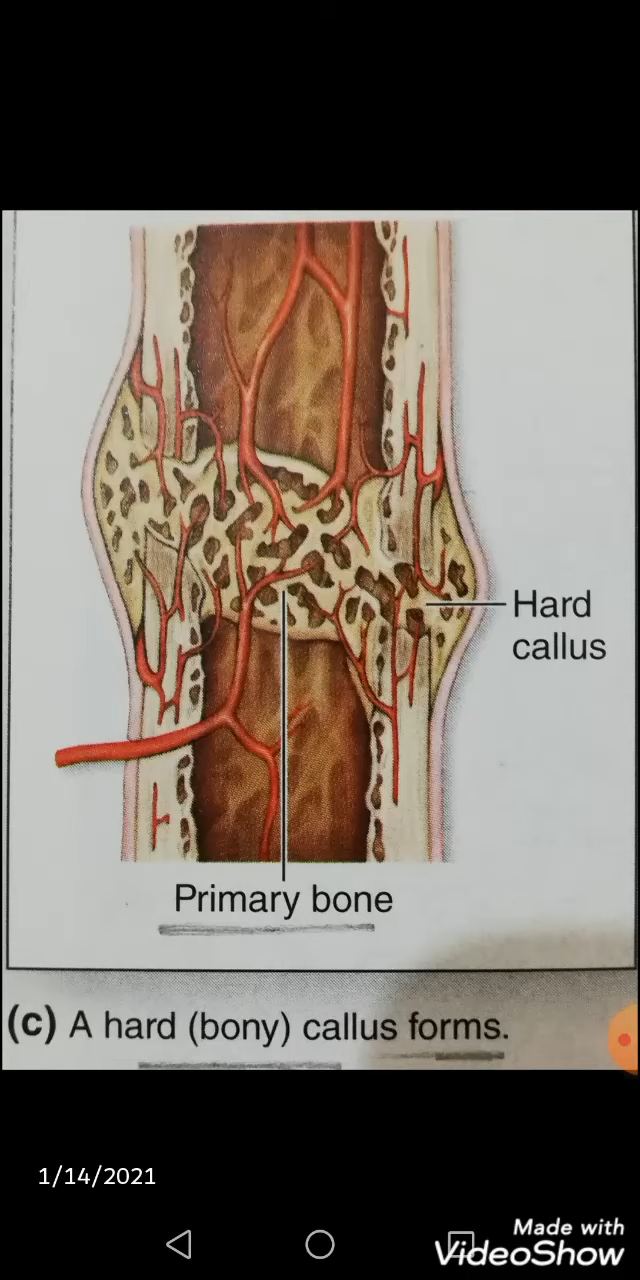 Hard
callus
Primary bone
(c) A hard (bony) callus forms.
1/14/2021
Made with
VideoShow